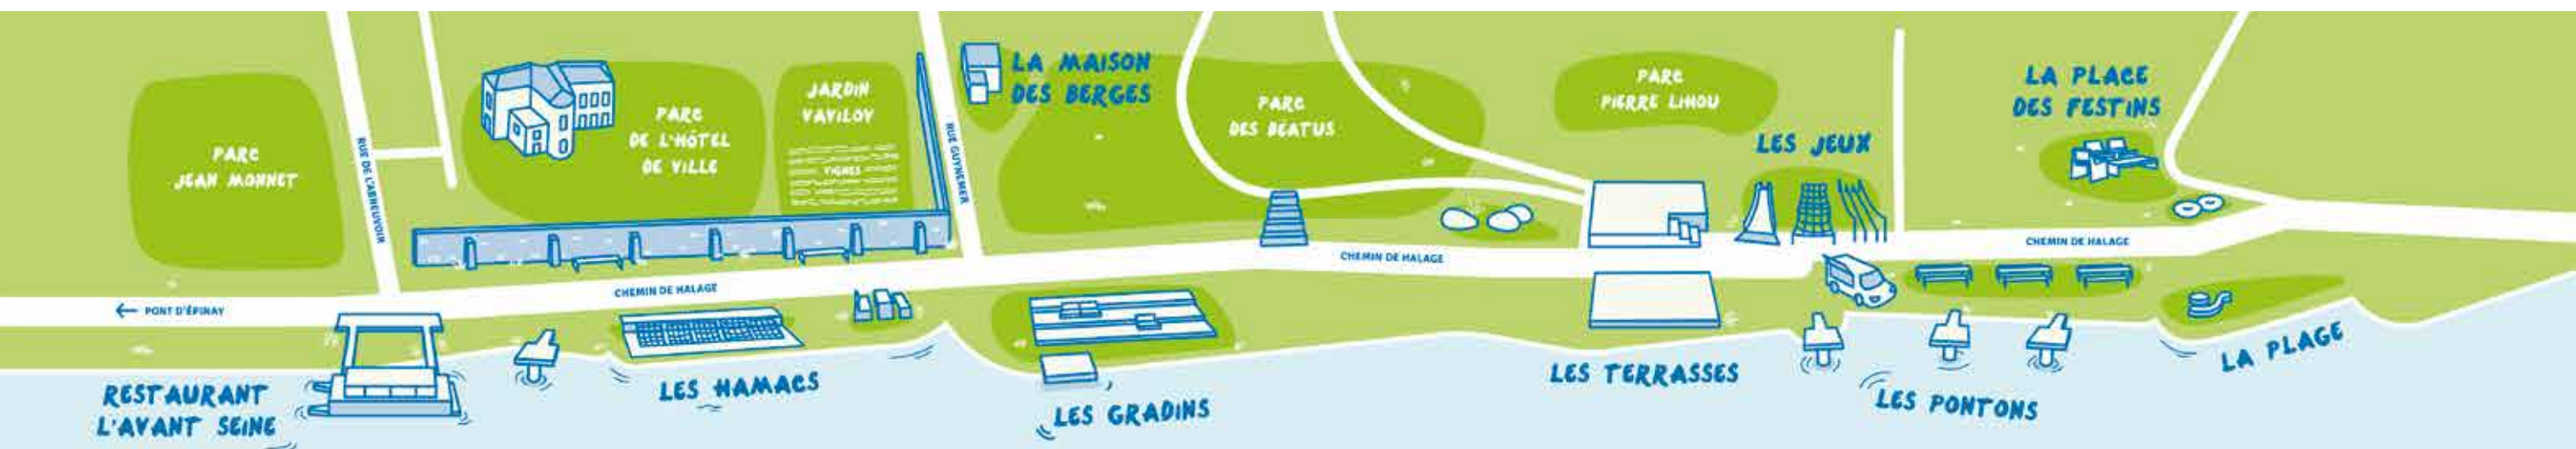 PARC
JEAN MONNET
← PONT D'ÉPINAY
RESTAURANT
L'AVANT SEINE
RUE DE L'ABREUVOIR
PARC
DE L'HÔTEL
DE VILLE
JARDIN
VAVILOV
VIGNES
CHEMIN DE HALAGE
LES HAMACS
RUE GUYNEMER
LA MAISON
DES BERGES
LES GRADINS
PARC
DES BÉATUS
CHEMIN DE HALAGE
PARC
PIERRE LIHOU
LES JEUX
LES TERRASSES
LA PLACE
DES FESTINS
CHEMIN DE HALAGE
LES PONTONS
LA PLAGE